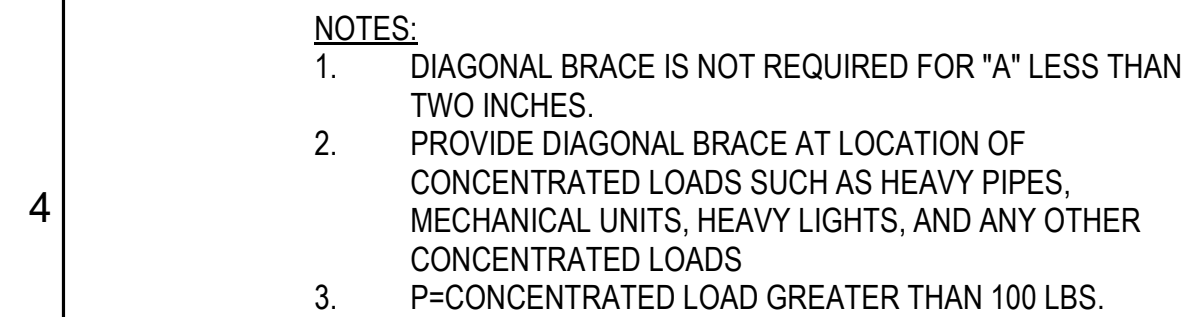 NOTES:
1. DIAGONAL BRACE IS NOT REQUIRED FOR "A" LESS THAN
TWO INCHES.
2. PROVIDE DIAGONAL BRACE AT LOCATION OF
CONCENTRATED LOADS SUCH AS HEAVY PIPES,
MECHANICAL UNITS, HEAVY LIGHTS, AND ANY OTHER
CONCENTRATED LOADS
3. P=CONCENTRATED LOAD GREATER THAN 100 LBS.
4